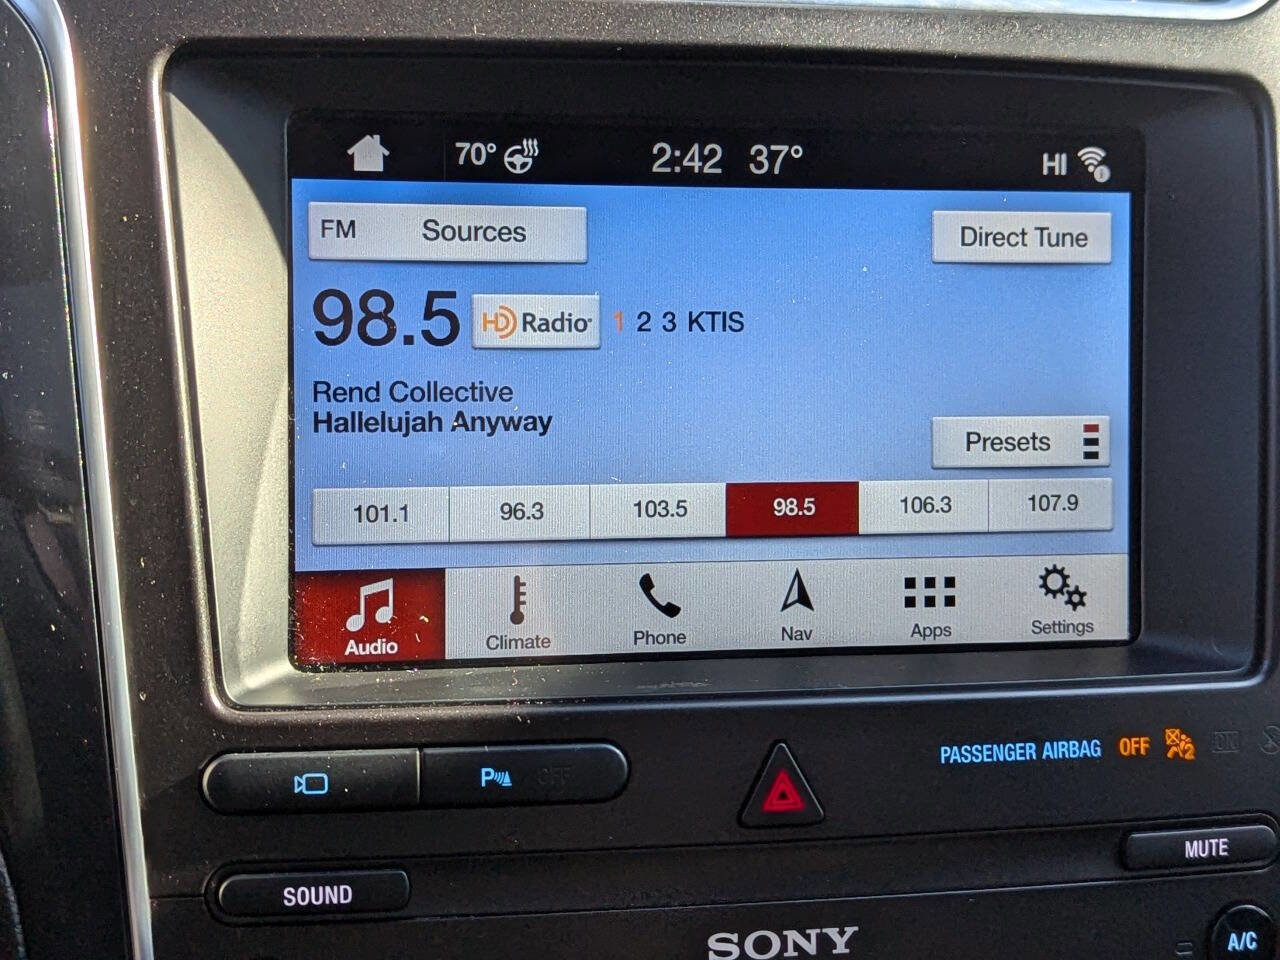 70° 2:42 37° HI
FM Sources Direct Tune
98.5 HD Radio 1 2 3 KTIS
Rend Collective
Hallelujah Anyway
Presets
101.1 96.3 103.5 98.5 106.3 107.9
Audio Climate Phone Nav Apps Settings
PASSENGER AIRBAG OFF ON
P OFF
MUTE
SOUND
SONY
A/C